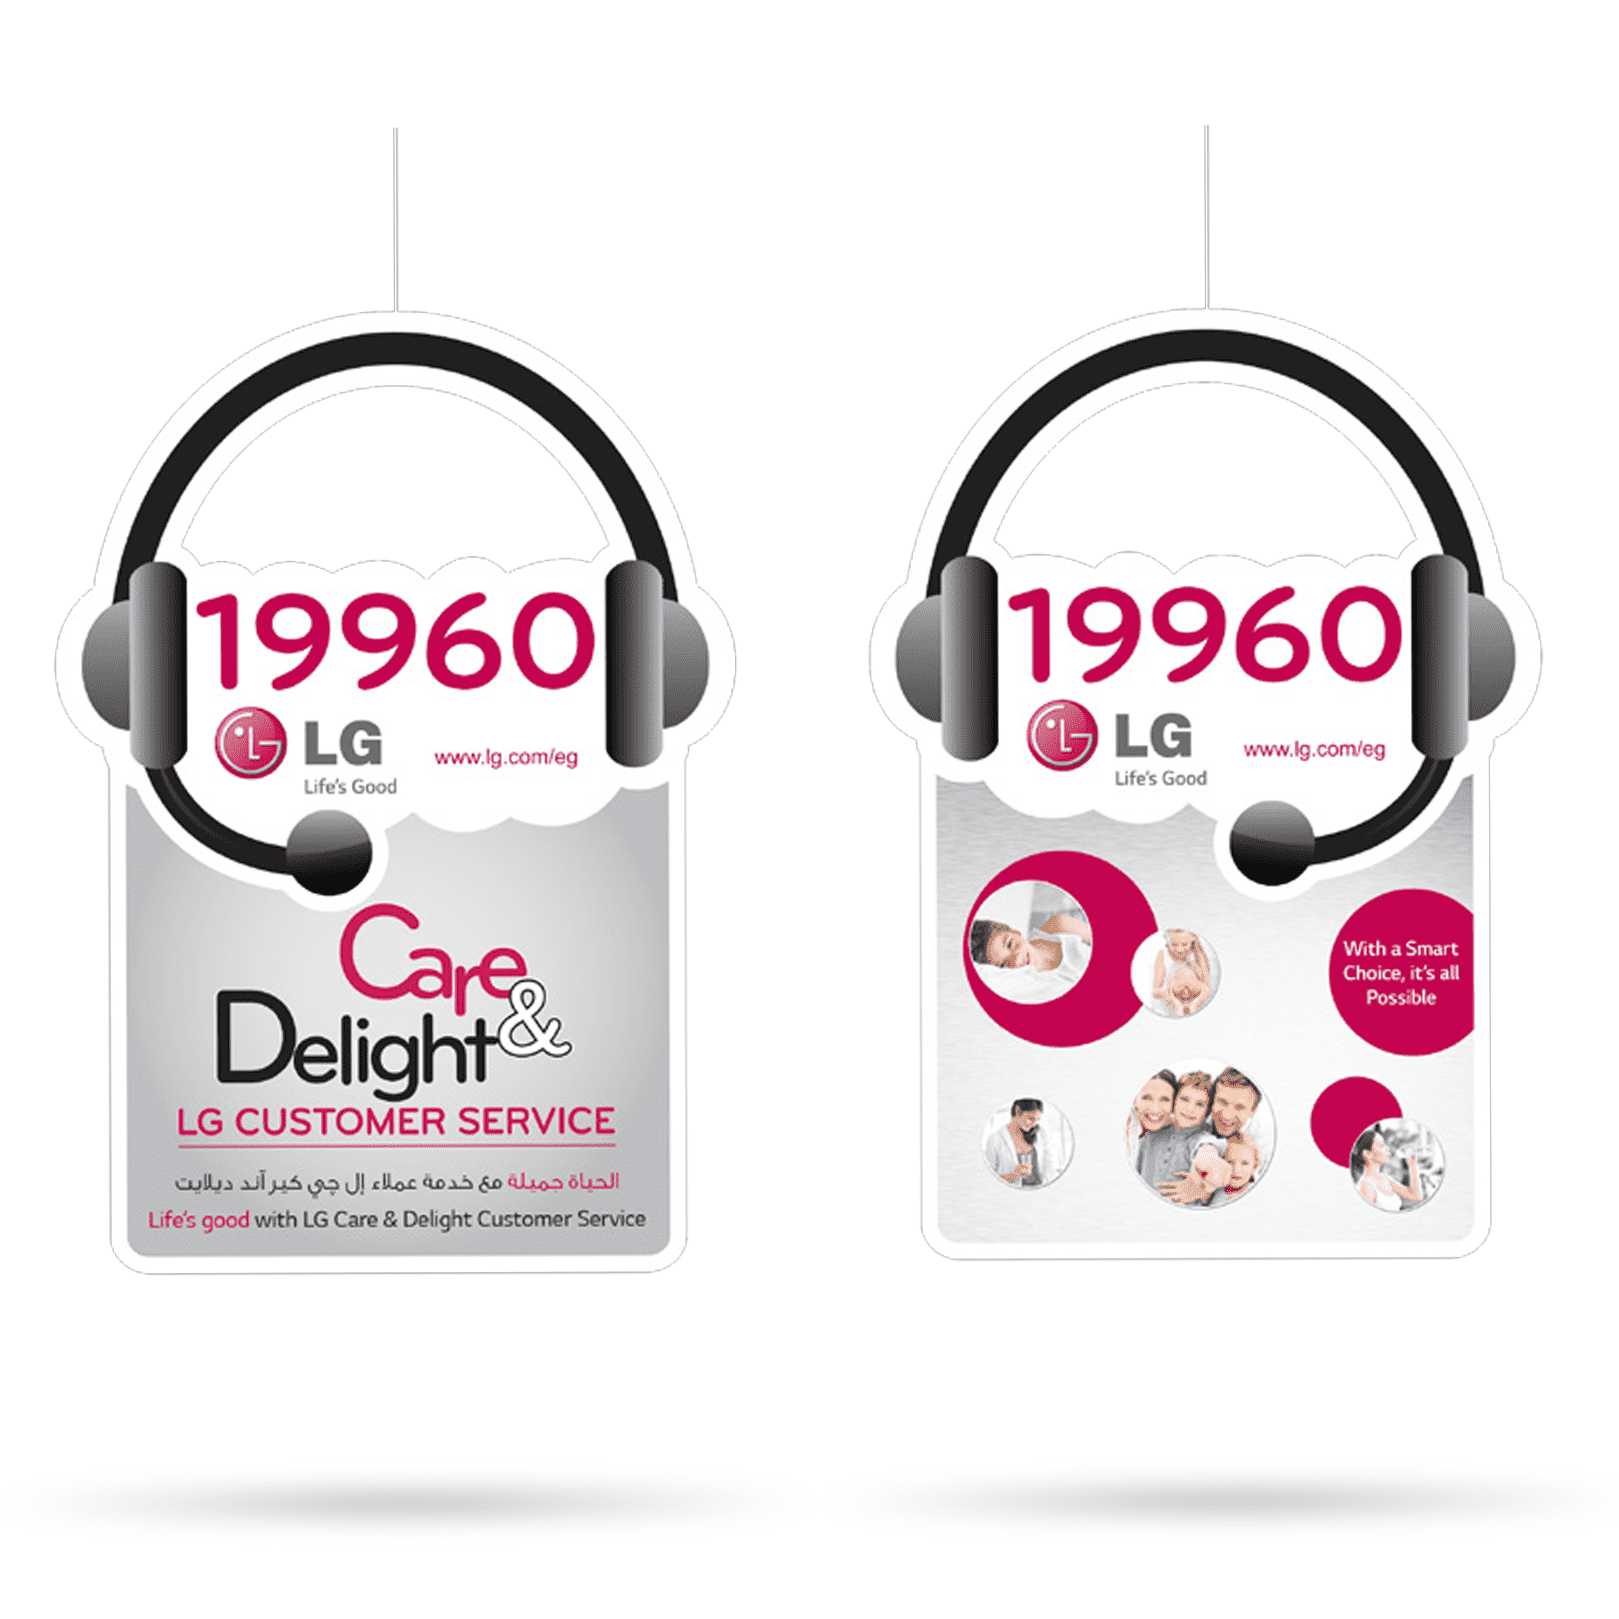 19960
LG
Life's Good
www.lg.com/eg
Care
& Delight
LG CUSTOMER SERVICE
الحياة جميلة مع خدمة عملاء إل چي كير آند ديلايت
Life's good with LG Care & Delight Customer Service
19960
LG
Life's Good
www.lg.com/eg
With a Smart
Choice, it's all
Possible